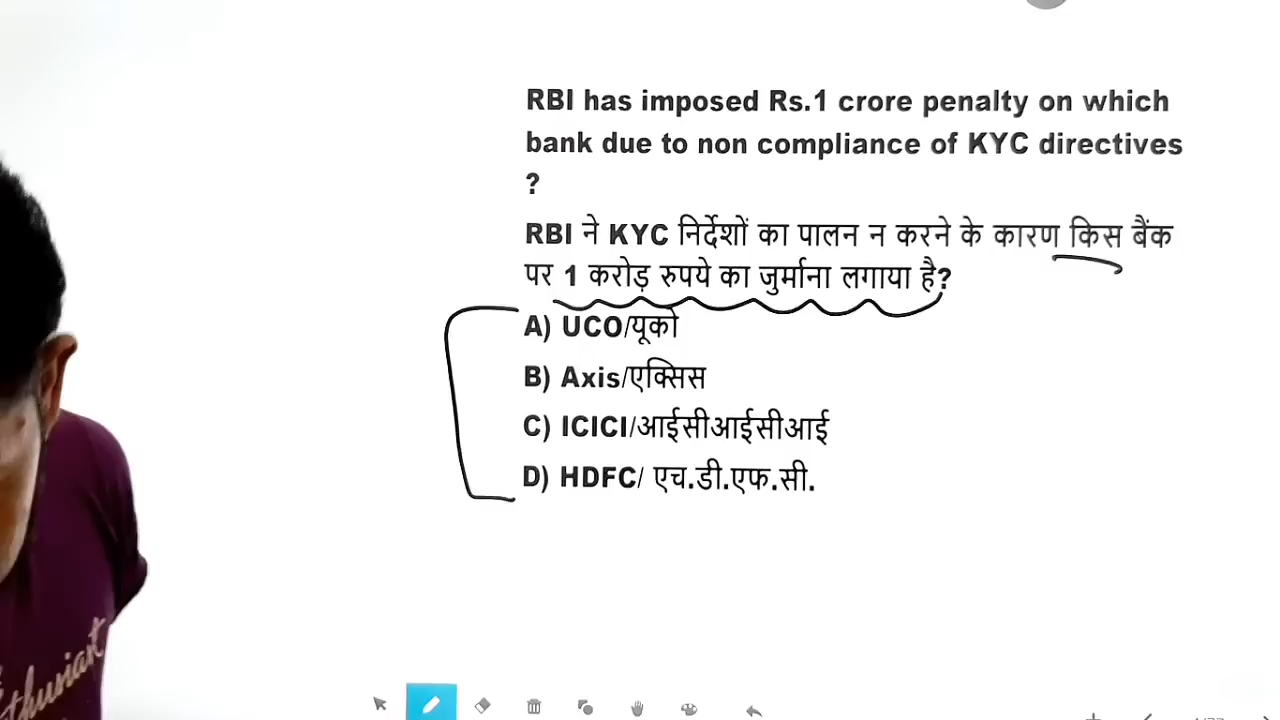 RBI has imposed Rs.1 crore penalty on which
bank due to non compliance of KYC directives
?
RBI ने KYC निर्देशों का पालन न करने के कारण किस बैंक
पर 1 करोड़ रुपये का जुर्माना लगाया है?
A) UCO/यूको
B) Axis/एक्सिस
C) ICICI/आईसीआईसीआई
D) HDFC/ एच.डी.एफ.सी.